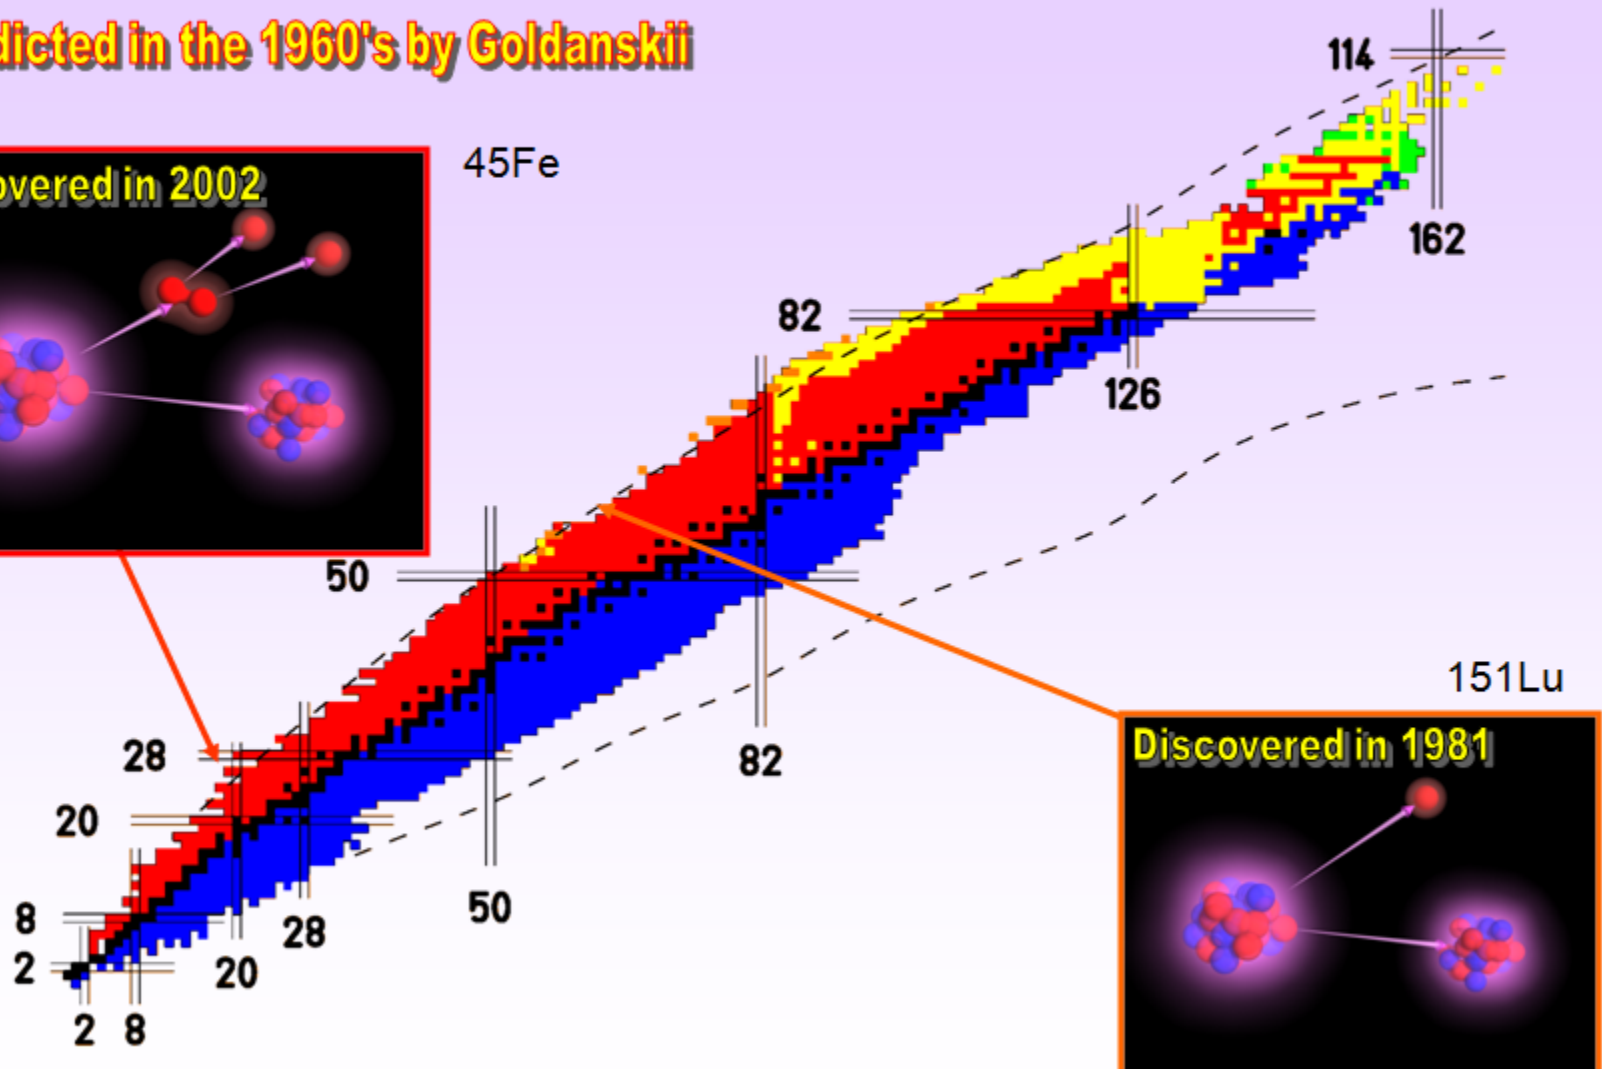 dicted in the 1960's by Goldanskii
114
45Fe
overed in 2002
162
82
126
50
151Lu
Discovered in 1981
28
82
20
50
8
28
2
20
2 8